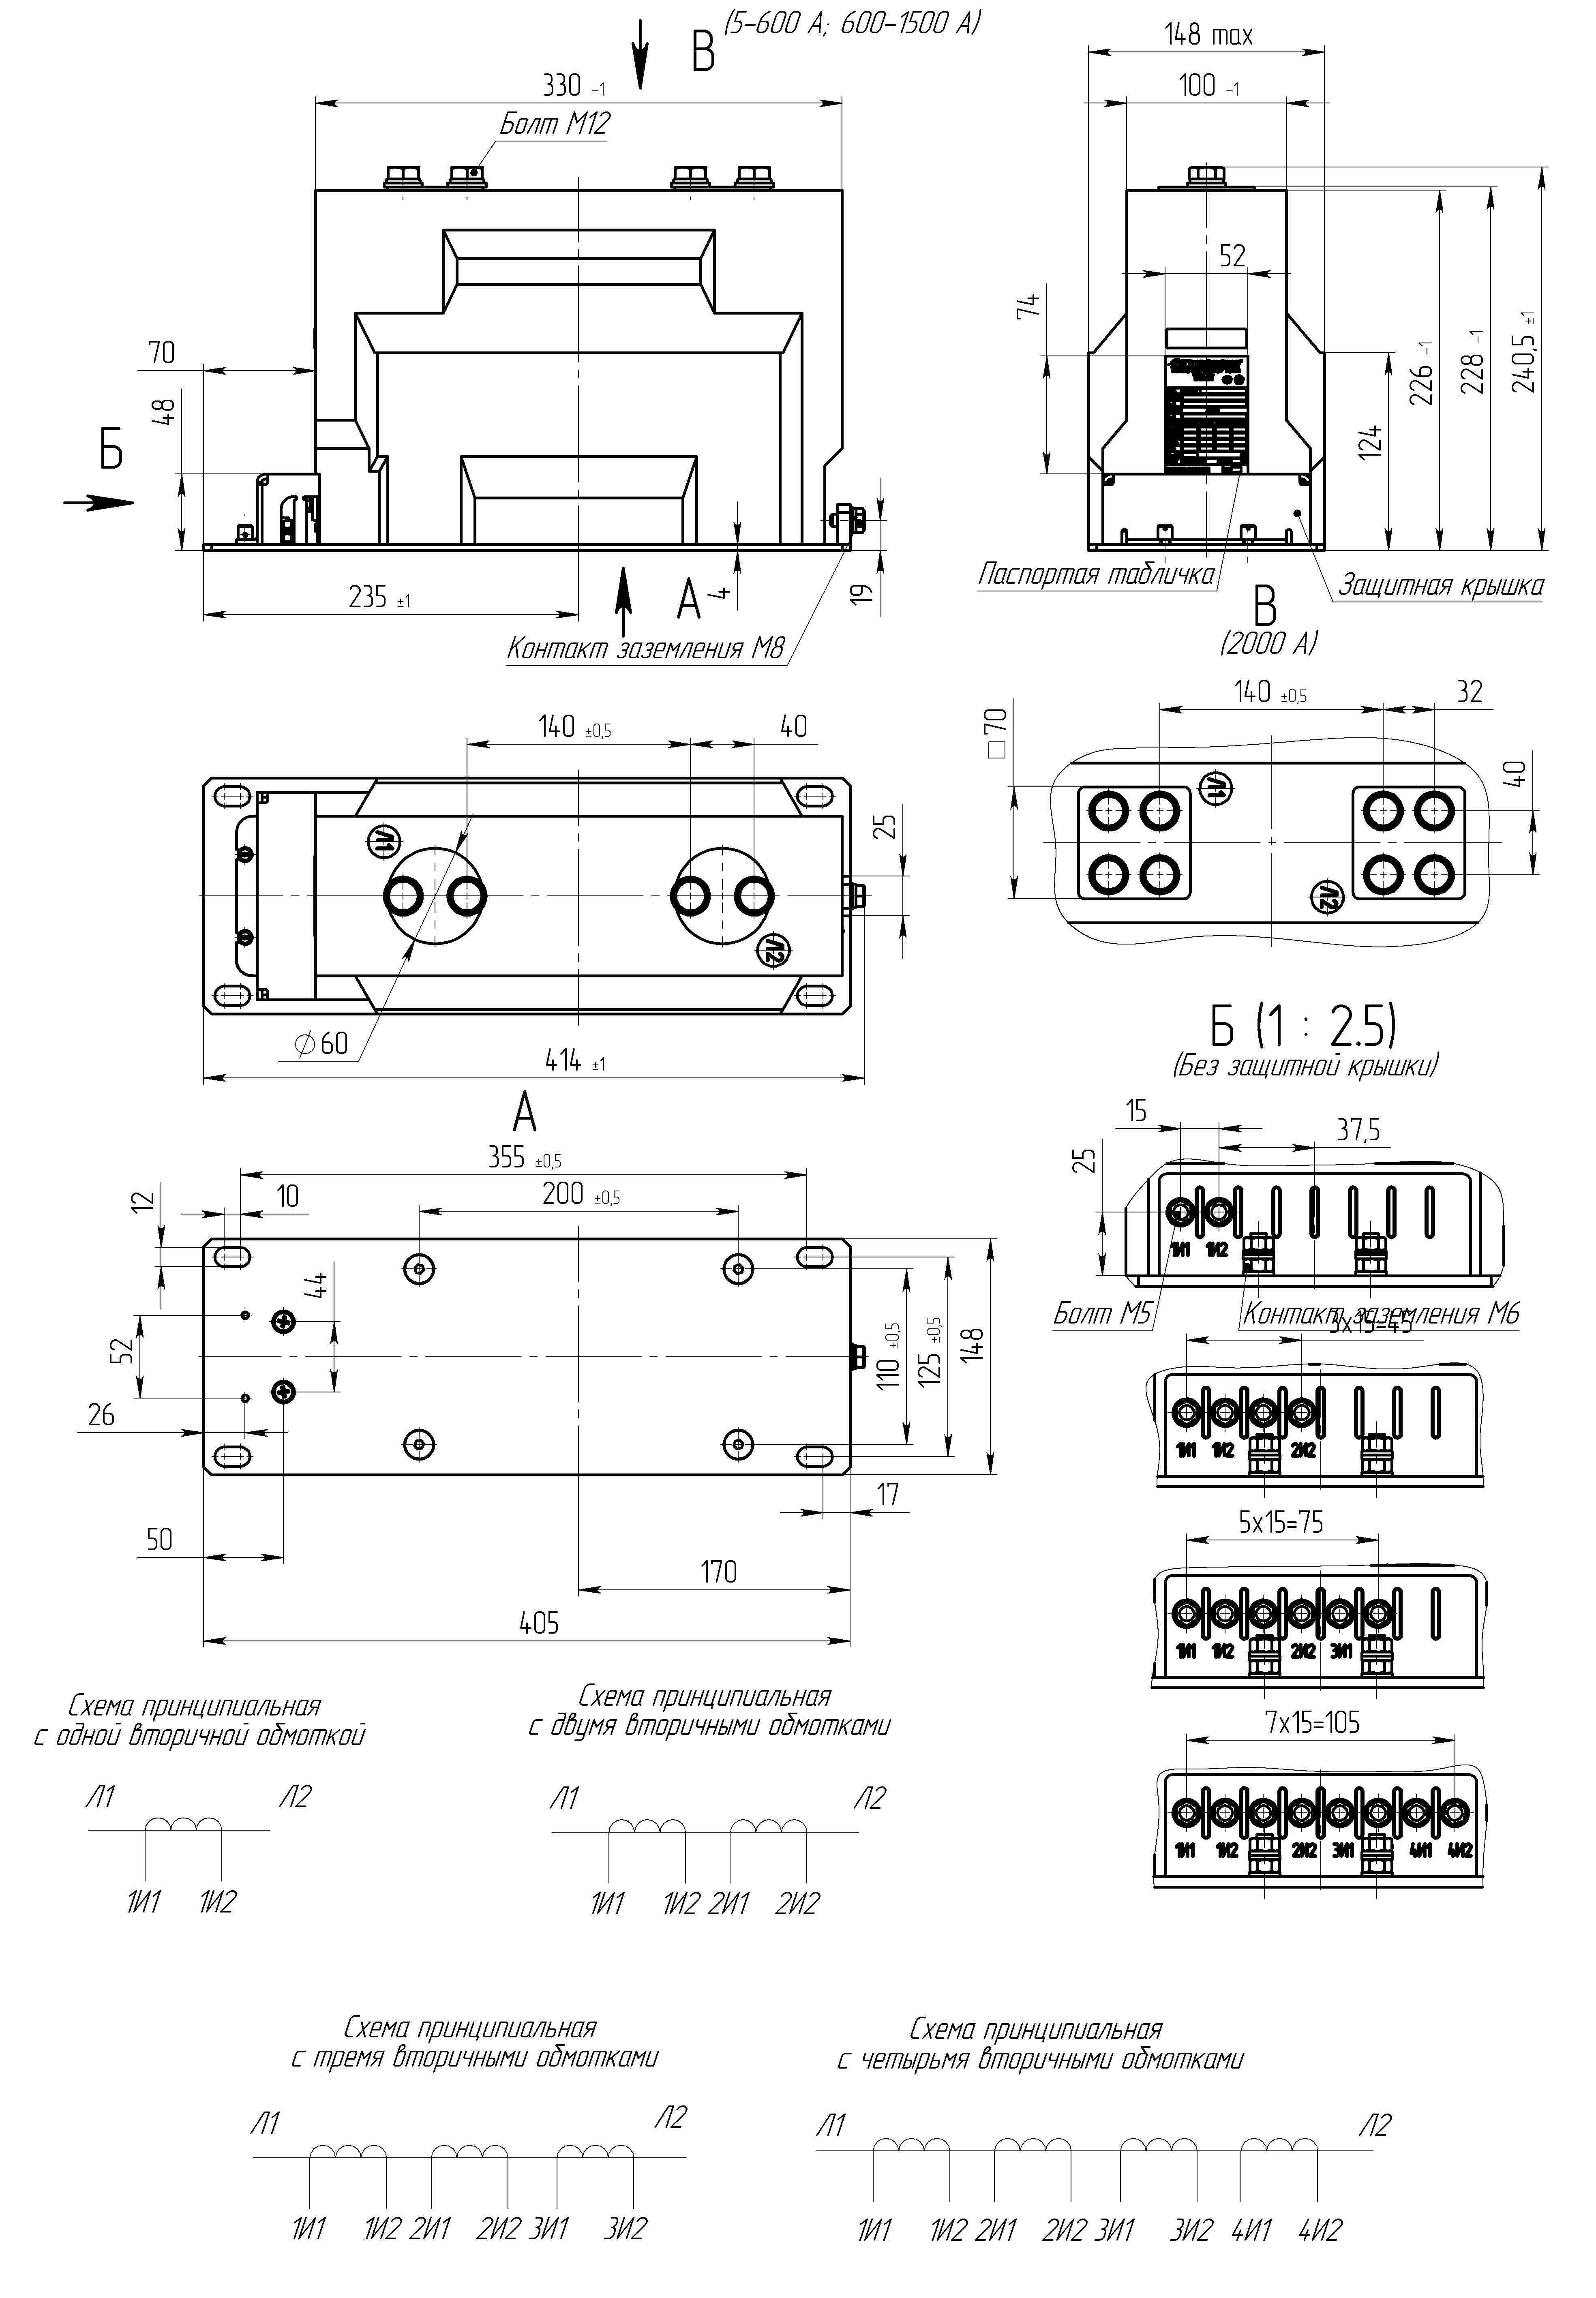 (5-600 А; 600-1500 А)
В
330 -1
Болт М12
148 max
100 -1
52
74
70
48
Б
124
226 -1
228 -1
240,5 ±1
235 ±1
А
4
19
Контакт заземления М8
Паспортая табличка
Защитная крышка
В
(2000 А)
140 ±0,5
40
25
Л1
Л2
⌀60
414 ±1
140 ±0,5
32
□70
40
Л1
Л2
А
355 ±0,5
200 ±0,5
12
10
44
52
26
50
110 ±0,5
125 ±0,5
148
17
170
405
Б (1 : 2.5)
(Без защитной крышки)
15
37,5
25
1И1 1И2
Болт М5
Контакт заземления М6
3х15=45
1И1 1И2 2И2
5х15=75
1И1 1И2 2И2 3И1
7х15=105
1И1 1И2 2И2 3И1 4И1 4И2
Схема принципиальная
с одной вторичной обмоткой
Л1 Л2
1И1 1И2
Схема принципиальная
с двумя вторичными обмотками
Л1 Л2
1И1 1И2 2И1 2И2
Схема принципиальная
с тремя вторичными обмотками
Л1 Л2
1И1 1И2 2И1 2И2 3И1 3И2
Схема принципиальная
с четырьмя вторичными обмотками
Л1 Л2
1И1 1И2 2И1 2И2 3И1 3И2 4И1 4И2